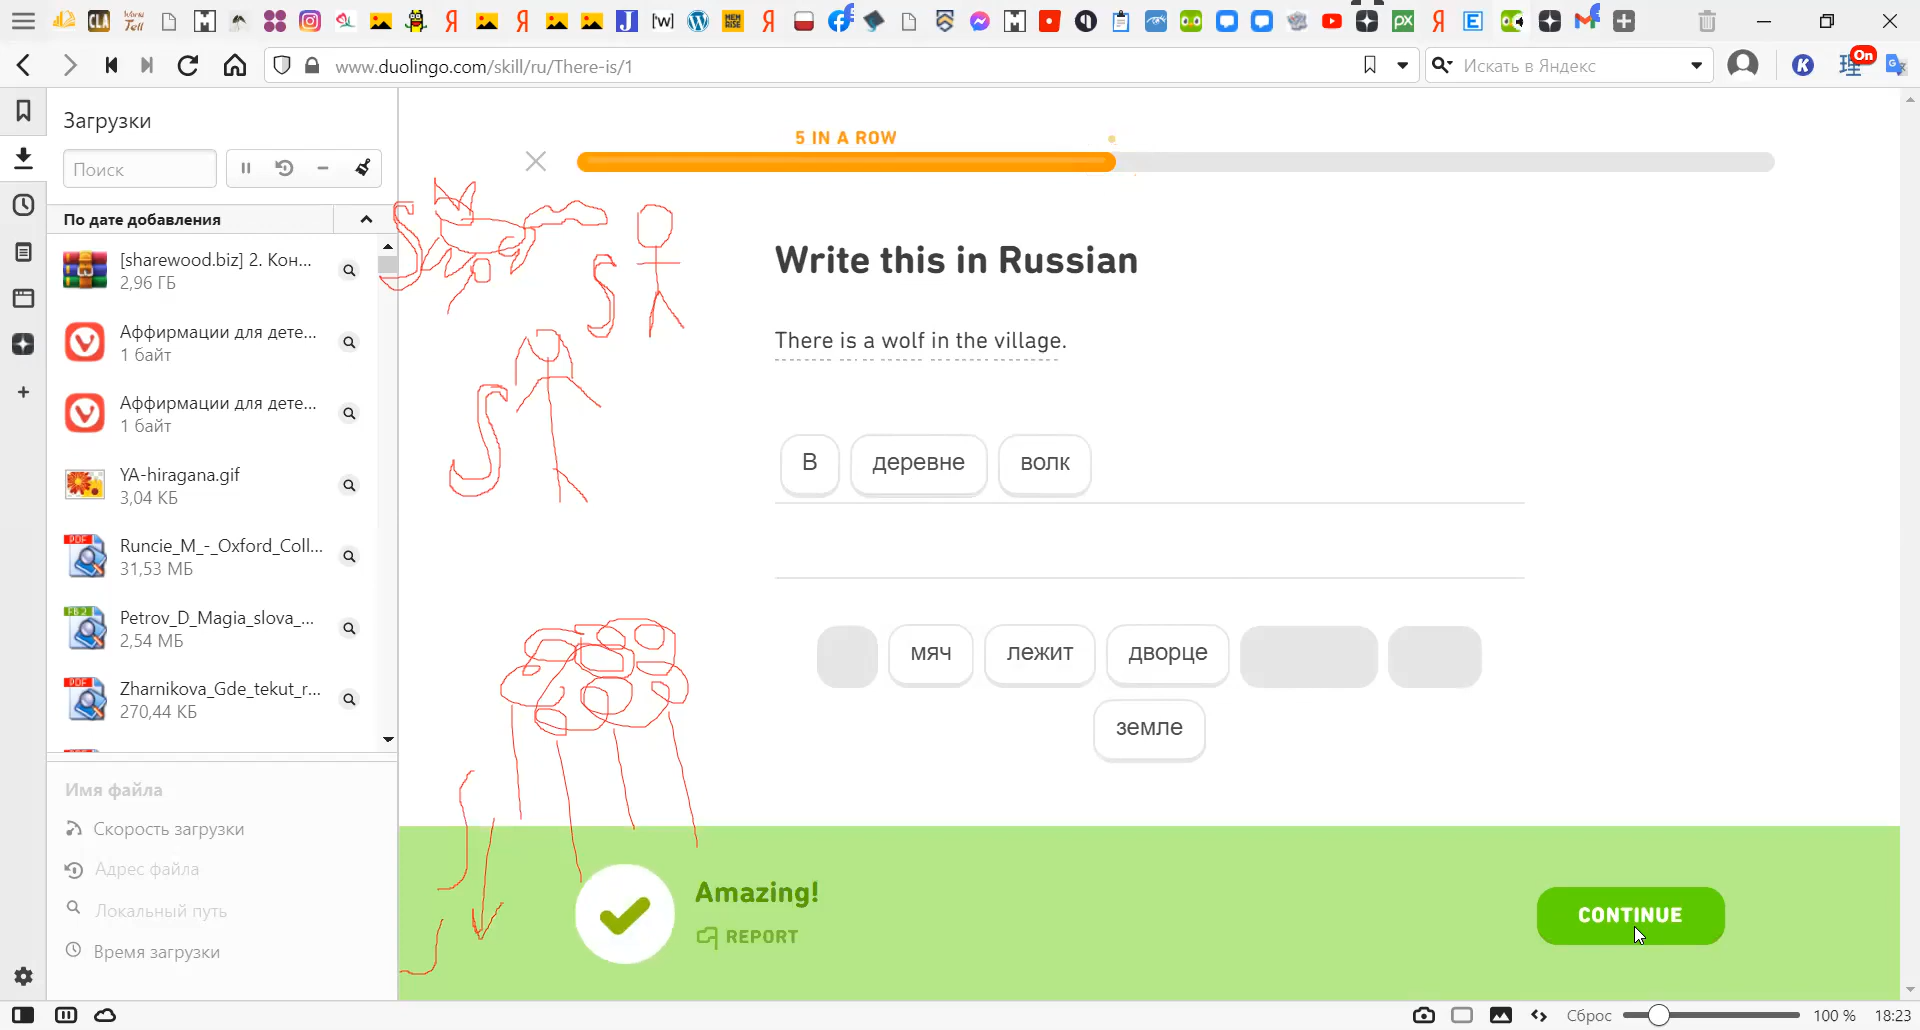 www.duolingo.com/skill/ru/There-is/1
Искать в Яндекс
On
Загрузки
Поиск
По дате добавления
[sharewood.biz] 2. Кон...
2,96 ГБ
Аффирмации для дете...
1 байт
Аффирмации для дете...
1 байт
YA-hiragana.gif
3,04 КБ
Runcie_M_-_Oxford_Coll...
31,53 МБ
Petrov_D_Magia_slova_...
2,54 МБ
Zharnikova_Gde_tekut_r...
270,44 КБ
Имя файла
Скорость загрузки
Адрес файла
Локальный путь
Время загрузки
5 IN A ROW
Write this in Russian
There is a wolf in the village.
В деревне волк
мяч лежит дворце
земле
Amazing!
REPORT
CONTINUE
Сброс 100 % 18:23